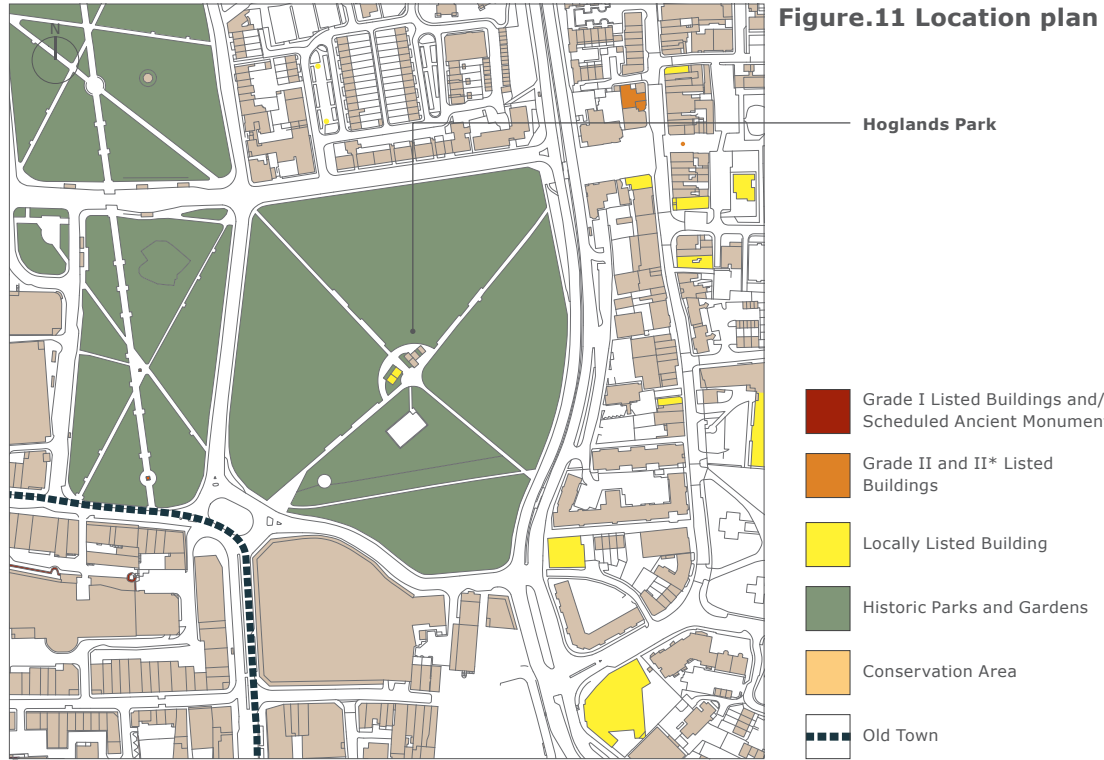 Figure.11 Location plan
N
Hoglands Park
Grade I Listed Buildings and/
Scheduled Ancient Monumen
Grade II and II* Listed
Buildings
Locally Listed Building
Historic Parks and Gardens
Conservation Area
Old Town